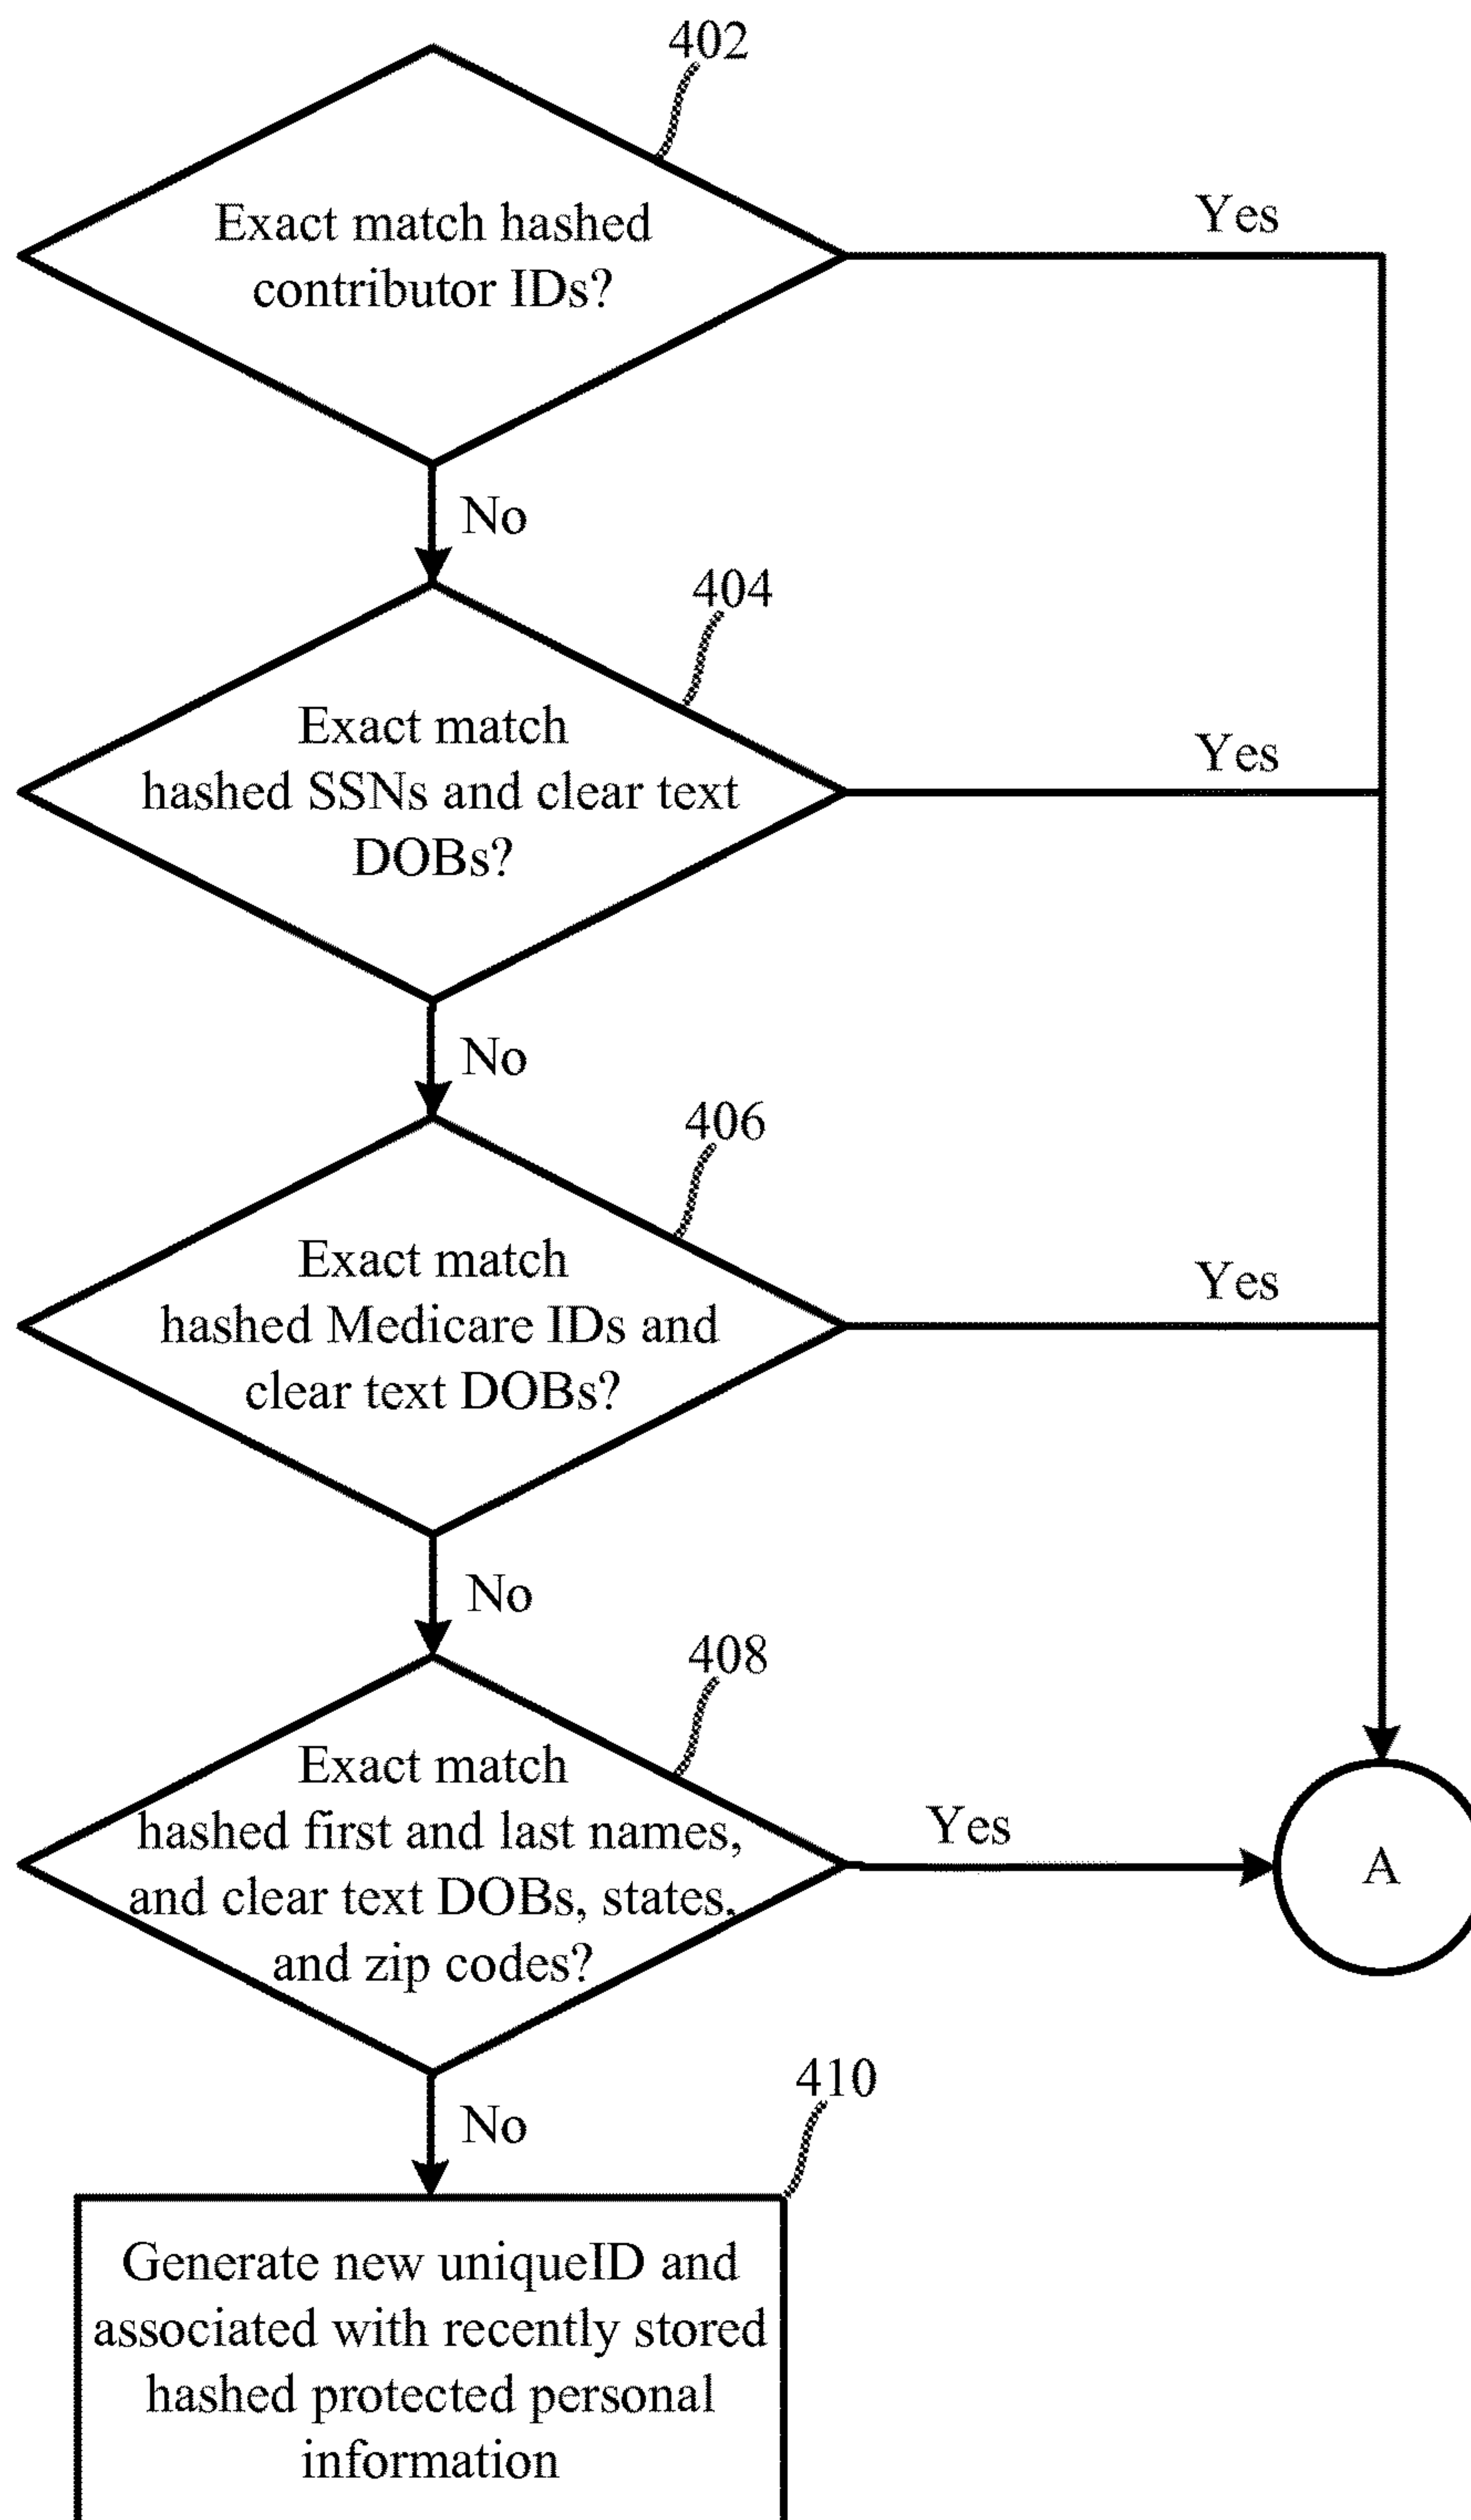 402
Exact match hashed
contributor IDs?
Yes
No
404
Exact match
hashed SSNs and clear text
DOBs?
Yes
No
406
Exact match
hashed Medicare IDs and
clear text DOBs?
Yes
No
408
Exact match
hashed first and last names,
and clear text DOBs, states,
and zip codes?
Yes
A
No
410
Generate new uniqueID and
associated with recently stored
hashed protected personal
information